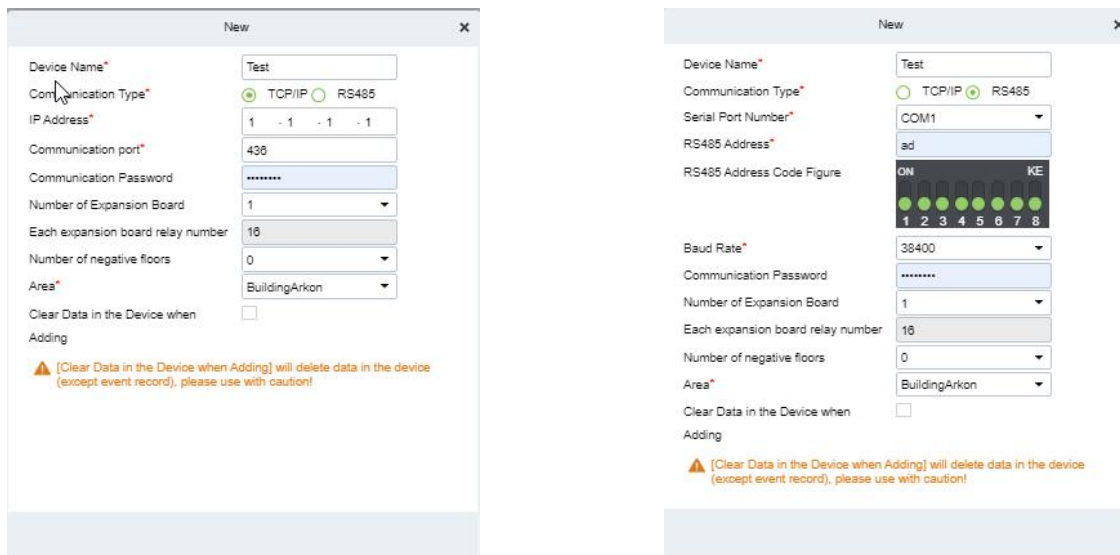 New ×
Device Name* Test
Communication Type* TCP/IP RS485
IP Address* 1 . 1 . 1 . 1
Communication port* 436
Communication Password ••••••••
Number of Expansion Board 1
Each expansion board relay number 16
Number of negative floors 0
Area* BuildingArkon
Clear Data in the Device when
Adding
[Clear Data in the Device when Adding] will delete data in the device
(except event record), please use with caution!
New ×
Device Name* Test
Communication Type* TCP/IP RS485
Serial Port Number* COM1
RS485 Address* ad
RS485 Address Code Figure ON KE
1 2 3 4 5 6 7 8
Baud Rate* 38400
Communication Password ••••••••
Number of Expansion Board 1
Each expansion board relay number 16
Number of negative floors 0
Area* BuildingArkon
Clear Data in the Device when
Adding
[Clear Data in the Device when Adding] will delete data in the device
(except event record), please use with caution!